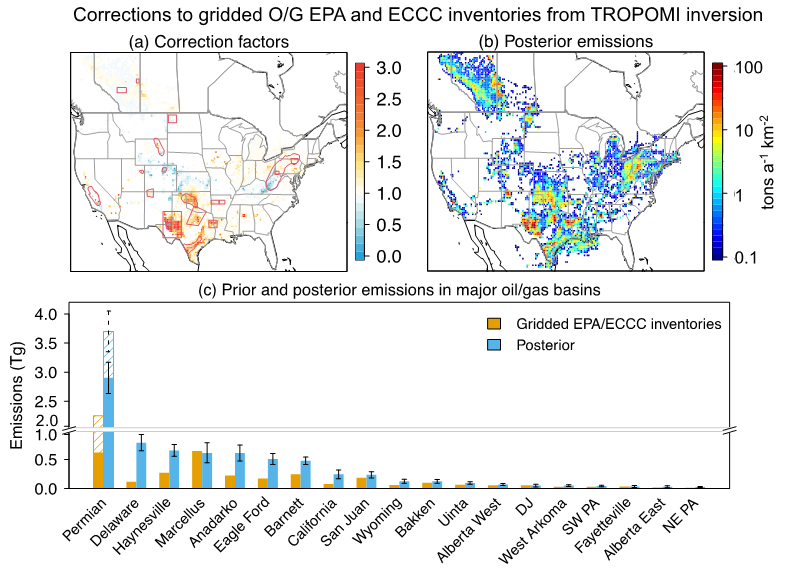 Corrections to gridded O/G EPA and ECCC inventories from TROPOMI inversion
(a) Correction factors
(b) Posterior emissions
3.0
2.5
2.0
1.5
1.0
0.5
0.0
100
10
1
0.1
tons a⁻¹ km⁻²
(c) Prior and posterior emissions in major oil/gas basins
Emissions (Tg)
4.0
3.5
3.0
2.5
2.0
1.0
0.5
0.0
Gridded EPA/ECCC inventories
Posterior
Permian
Delaware
Haynesville
Marcellus
Anadarko
Eagle Ford
Barnett
California
San Juan
Wyoming
Bakken
Uinta
Alberta West
DJ
West Arkoma
SW PA
Fayetteville
Alberta East
NE PA